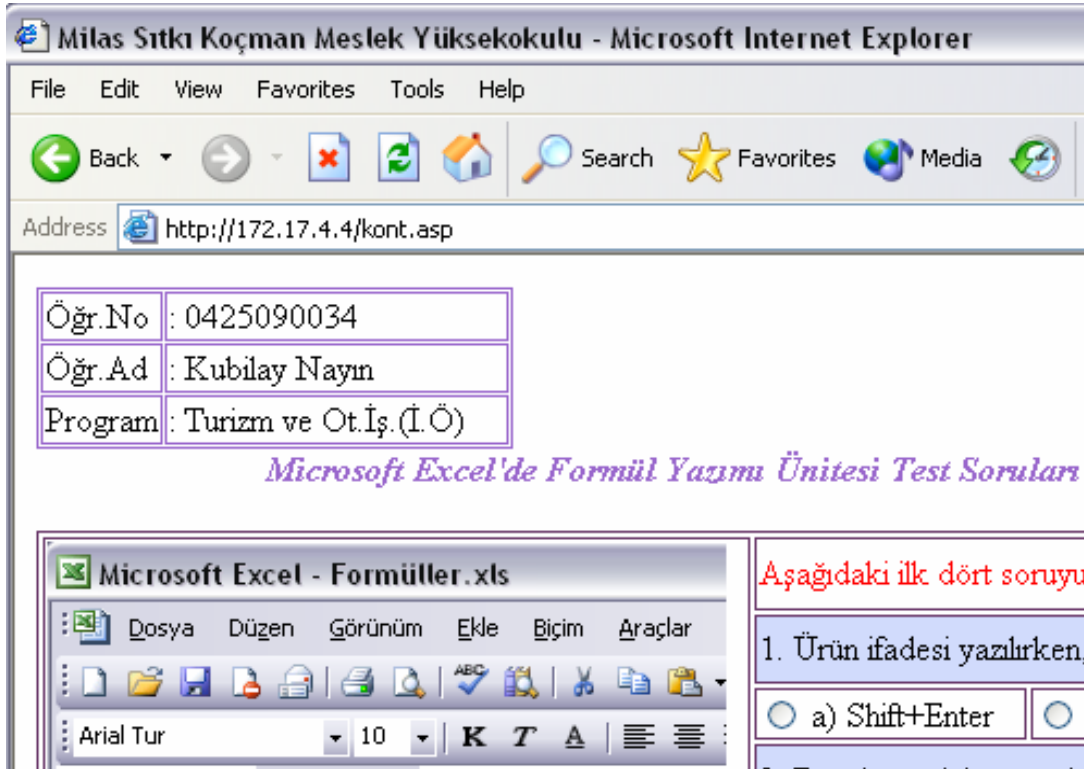 Milas Sıtkı Koçman Meslek Yüksekokulu - Microsoft Internet Explorer
File Edit View Favorites Tools Help
Back Search Favorites Media
Address http://172.17.4.4/kont.asp
Öğr.No : 0425090034
Öğr.Ad : Kubilay Nayın
Program : Turizm ve Ot.İş.(İ.Ö)
Microsoft Excel'de Formül Yazımı Ünitesi Test Soruları
Microsoft Excel - Formüller.xls
Dosya Düzen Görünüm Ekle Biçim Araçlar
ABC
Arial Tur 10 K T A
Aşağıdaki ilk dört soruyu
1. Ürün ifadesi yazılırken,
a) Shift+Enter